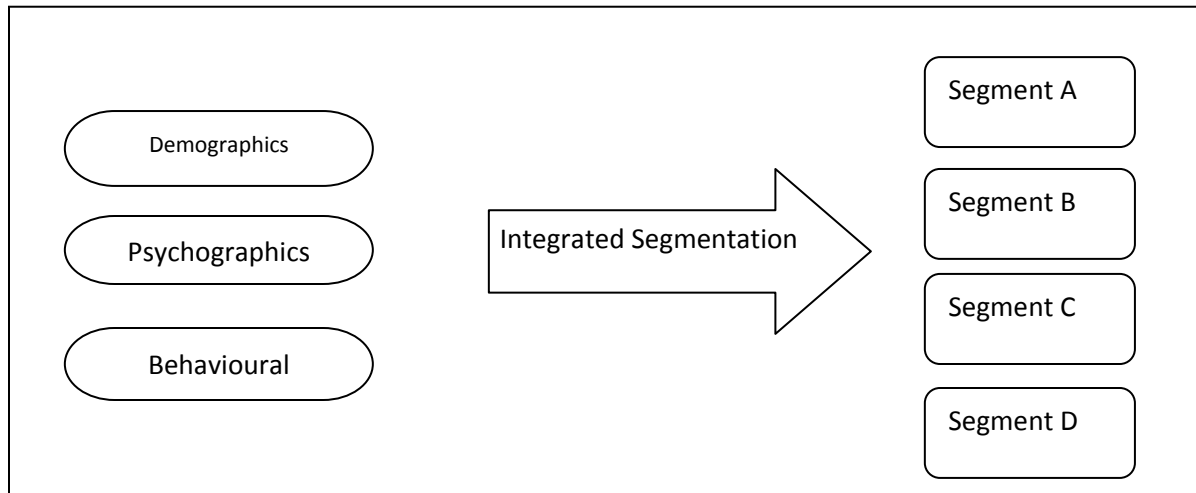 Demographics
Psychographics
Behavioural
Integrated Segmentation
Segment A
Segment B
Segment C
Segment D